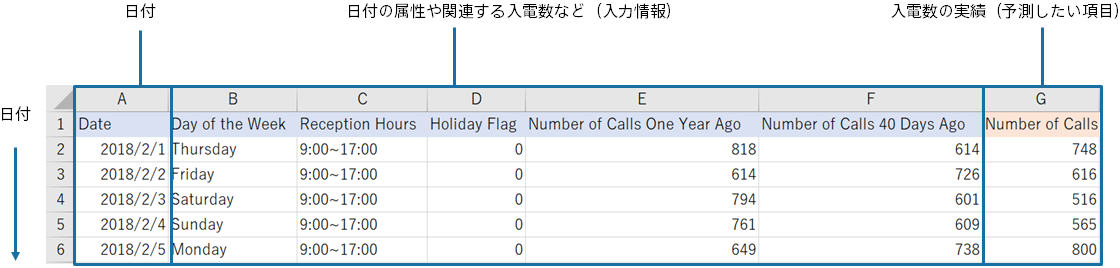 日付 日付の属性や関連する入電数など（入力情報） 入電数の実績（予測したい項目)
日付
A B C D E F G
1 Date Day of the Week Reception Hours Holiday Flag Number of Calls One Year Ago Number of Calls 40 Days Ago Number of Calls
2 2018/2/1 Thursday 9:00~17:00 0 818 614 748
3 2018/2/2 Friday 9:00~17:00 0 614 726 616
4 2018/2/3 Saturday 9:00~17:00 0 794 601 516
5 2018/2/4 Sunday 9:00~17:00 0 761 609 565
6 2018/2/5 Monday 9:00~17:00 0 649 738 800